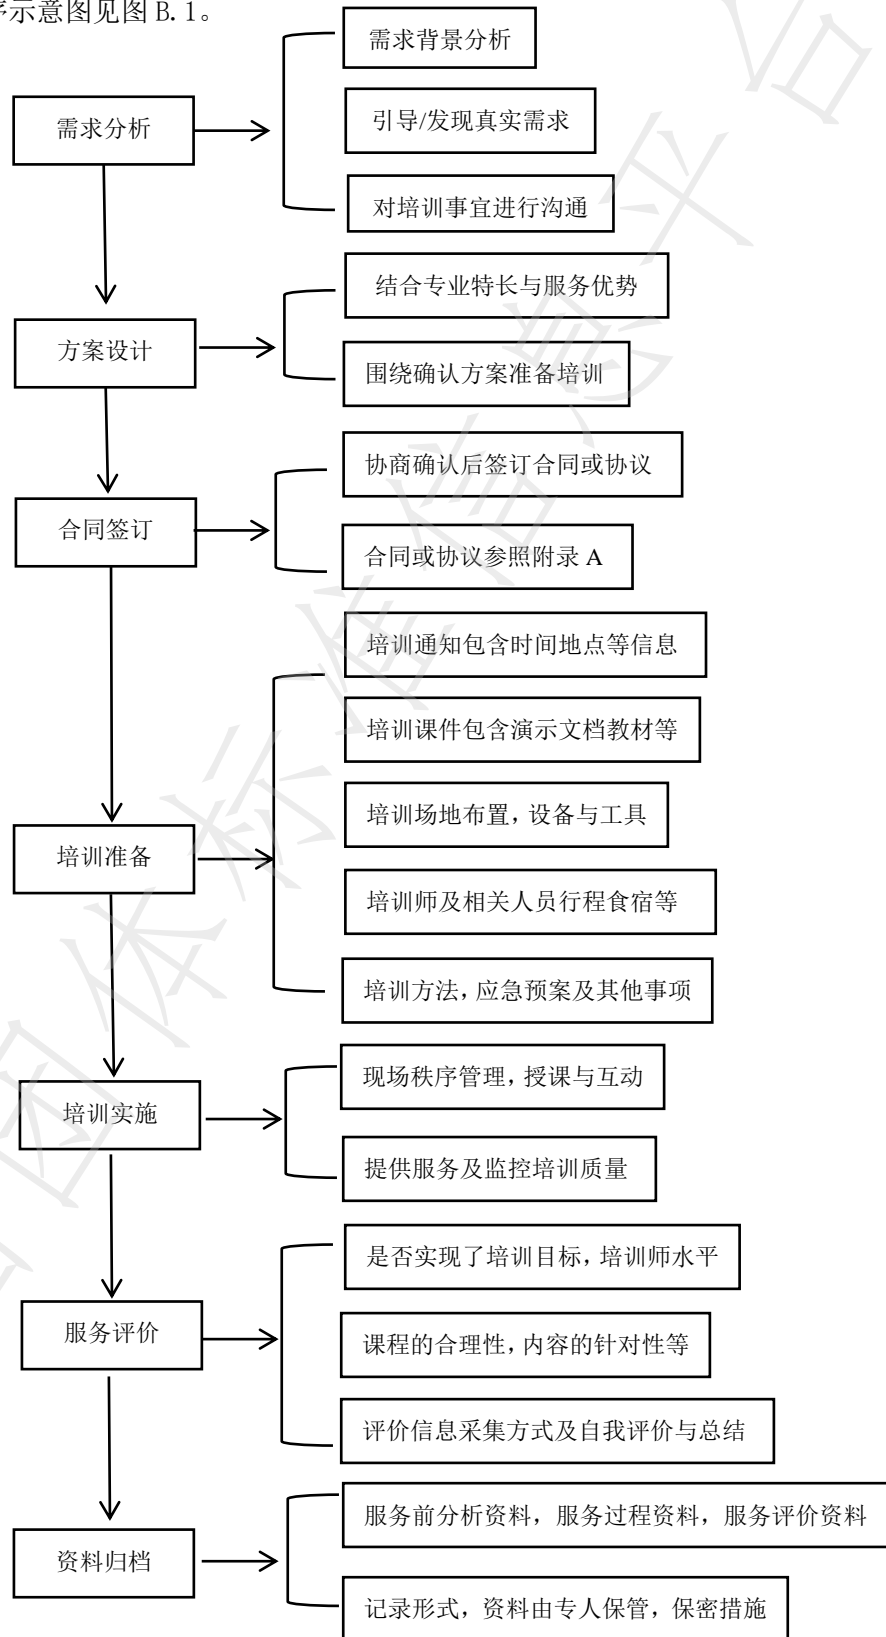 序示意图见图 B.1。
需求分析
需求背景分析
引导/发现真实需求
对培训事宜进行沟通
方案设计
结合专业特长与服务优势
围绕确认方案准备培训
合同签订
协商确认后签订合同或协议
合同或协议参照附录 A
培训准备
培训通知包含时间地点等信息
培训课件包含演示文档教材等
培训场地布置，设备与工具
培训师及相关人员行程食宿等
培训方法，应急预案及其他事项
培训实施
现场秩序管理，授课与互动
提供服务及监控培训质量
服务评价
是否实现了培训目标，培训师水平
课程的合理性，内容的针对性等
评价信息采集方式及自我评价与总结
资料归档
服务前分析资料，服务过程资料，服务评价资料
记录形式，资料由专人保管，保密措施
团体标准信息平台